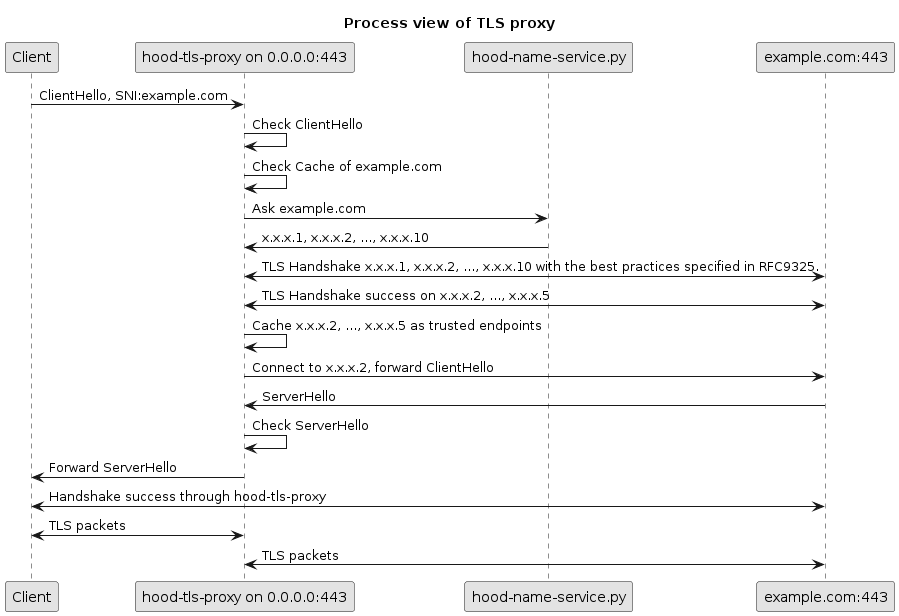 Process view of TLS proxy
Client
hood-tls-proxy on 0.0.0.0:443
hood-name-service.py
example.com:443
ClientHello, SNI:example.com
Check ClientHello
Check Cache of example.com
Ask example.com
x.x.x.1, x.x.x.2, ..., x.x.x.10
TLS Handshake x.x.x.1, x.x.x.2, ..., x.x.x.10 with the best practices specified in RFC9325.
TLS Handshake success on x.x.x.2, ..., x.x.x.5
Cache x.x.x.2, ..., x.x.x.5 as trusted endpoints
Connect to x.x.x.2, forward ClientHello
ServerHello
Check ServerHello
Forward ServerHello
Handshake success through hood-tls-proxy
TLS packets
TLS packets
Client
hood-tls-proxy on 0.0.0.0:443
hood-name-service.py
example.com:443